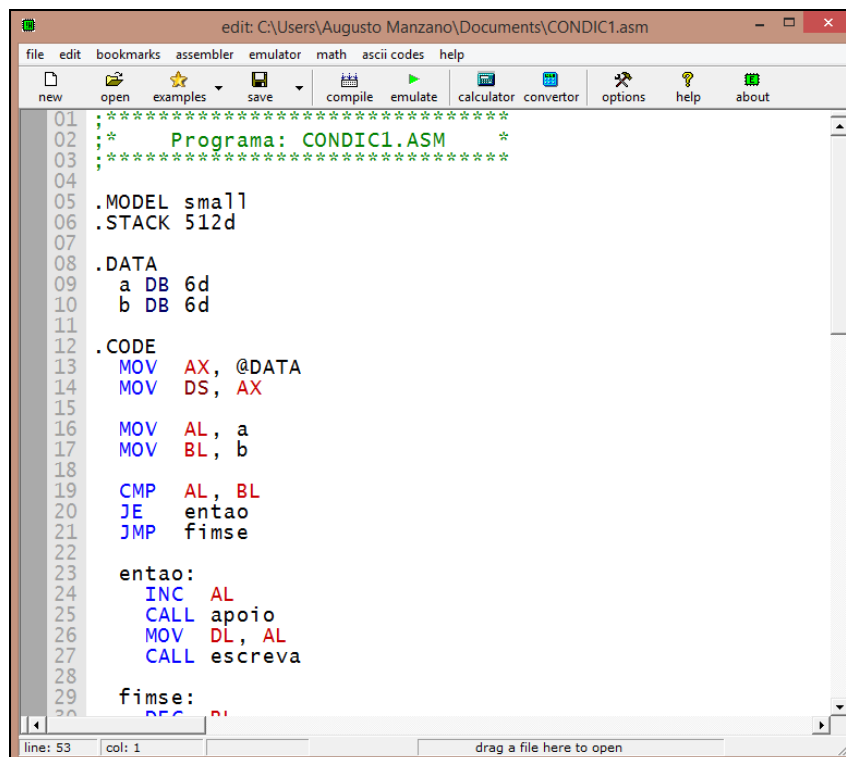 edit: C:\Users\Augusto Manzano\Documents\CONDIC1.asm
file edit bookmarks assembler emulator math ascii codes help
new open examples save compile emulate calculator convertor options help about
01 ;*******************************
02 ;*    Programa: CONDIC1.ASM    *
03 ;*******************************
04
05 .MODEL small
06 .STACK 512d
07
08 .DATA
09   a DB 6d
10   b DB 6d
11
12 .CODE
13   MOV  AX, @DATA
14   MOV  DS, AX
15
16   MOV  AL, a
17   MOV  BL, b
18
19   CMP  AL, BL
20   JE   entao
21   JMP  fimse
22
23   entao:
24     INC  AL
25     CALL apoio
26     MOV  DL, AL
27     CALL escreva
28
29   fimse:
30     DEC  BL
line: 53 col: 1 drag a file here to open